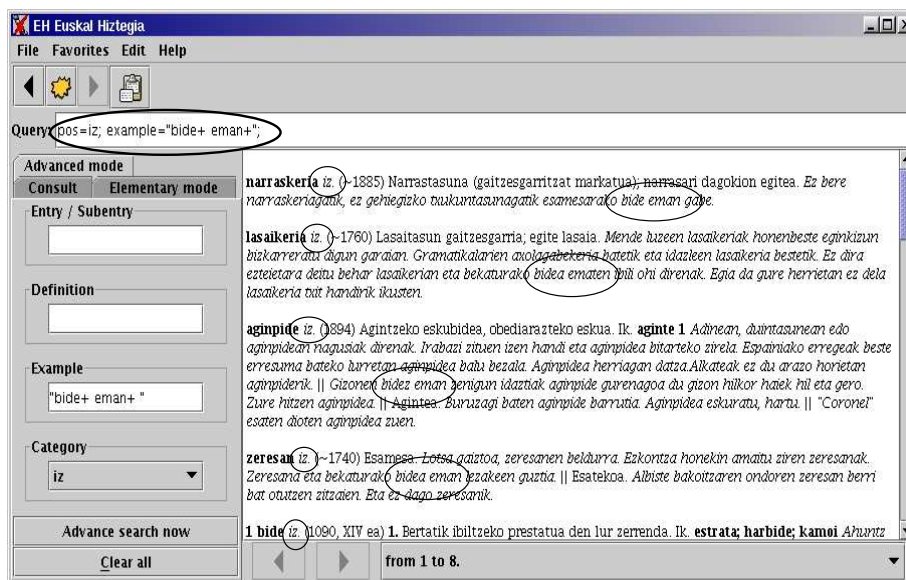 EH Euskal Hiztegia
File Favorites Edit Help
Query: pos=iz; example="bide+ eman+";
Advanced mode
Consult Elementary mode
Entry / Subentry
Definition
Example
"bide+ eman+ "
Category
iz
Advance search now
Clear all
narraskeria iz. (~1885) Narrastasuna (gaitzesgarritzat markatua); narrasari dagokion egitea. Ez bere
narraskeriagatik, ez gehiegizko txukuntasunagatik esamesarako bide eman gabe.
lasaikeria iz. (~1760) Lasaitasun gaitzesgarria; egite lasaia. Mende luzeen lasaikeriak honenbeste eginkizun
bizkarreratu digun garaian. Gramatikalarien axolagabekeria batetik eta idazleen lasaikeria bestetik. Ez dira
ezteietara deitu behar lasaikerian eta bekaturako bidea ematen ibili ohi direnak. Egia da gure herrietan ez dela
lasaikeria txit handirik ikusten.
aginpide iz. (1894) Agintzeko eskubidea, obediarazteko eskua. Ik. aginte 1 Adinean, duintasunean edo
aginpidean nagusiak direnak. Irabazi zituen izen handi eta aginpidea bitarteko zirela. Espainiako erregeak beste
erresuma bateko lurretan aginpidea balu bezala. Aginpidea herriagan datza.Alkateak ez du arazo horietan
aginpiderik. || Gizonen bidez eman zenigun idaztiak aginpide gurenagoa du gizon hilkor haiek hil eta gero.
Zure hitzen aginpidea. || Agintea. Buruzagi baten aginpide barrutia. Aginpidea eskuratu, hartu. || "Coronel"
esaten dioten aginpidea zuen.
zeresan iz. (~1740) Esamesa. Lotsa gaiztoa, zeresanen beldurra. Ezkontza honekin amaitu ziren zeresanak.
Zeresana eta bekaturako bidea eman lezakeen guztia. || Esatekoa. Albiste bakoitzaren ondoren zeresan berri
bat otutzen zitzaien. Eta ez dago zeresanik.
1 bide iz. (1090, XIV ea) 1. Bertatik ibiltzeko prestatua den lur zerrenda. Ik. estrata; harbide; kamoi Ahuntz
from 1 to 8.